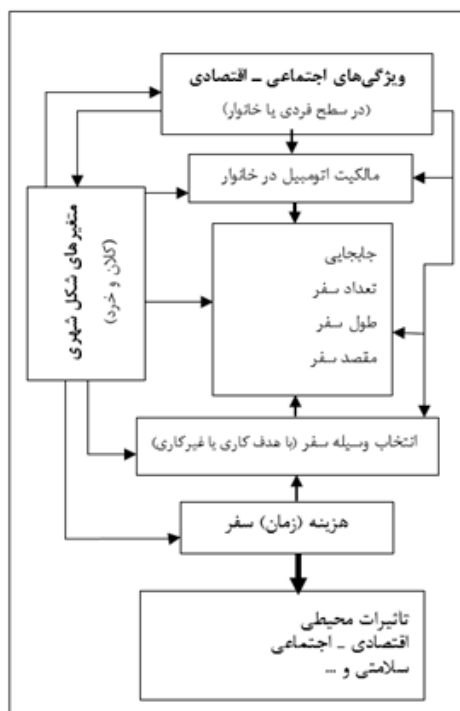 ویژگی‌های اجتماعی ـ اقتصادی
(در سطح فردی یا خانوار)
مالکیت اتومبیل در خانوار
متغیرهای شکل شهری
(کلان و خرد)
جابجایی
تعداد سفر
طول سفر
مقصد سفر
انتخاب وسیله سفر (با هدف کاری یا غیرکاری)
هزینه (زمان) سفر
تاثیرات محیطی
اقتصادی ـ اجتماعی
سلامتی و ...